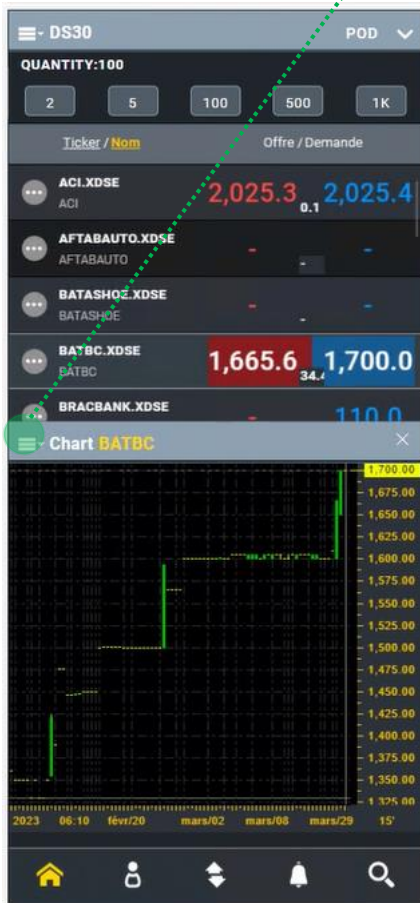 DS30 POD
QUANTITY:100
2 5 100 500 1K
Ticker / Nom Offre / Demande
ACI.XDSE
ACI
2,025.3 0.1 2,025.4
AFTABAUTO.XDSE
AFTABAUTO
- - -
BATASHOE.XDSE
BATASHOE
- - -
BATBC.XDSE
BATBC
1,665.6 34.4 1,700.0
BRACBANK.XDSE
- 110.0
Chart BATBC
1,700.00
1,675.00
1,650.00
1,625.00
1,600.00
1,575.00
1,550.00
1,525.00
1,500.00
1,475.00
1,450.00
1,425.00
1,400.00
1,375.00
1,350.00
1 325 00
2023 06:10 févr/20 mars/02 mars/08 mars/29 15'